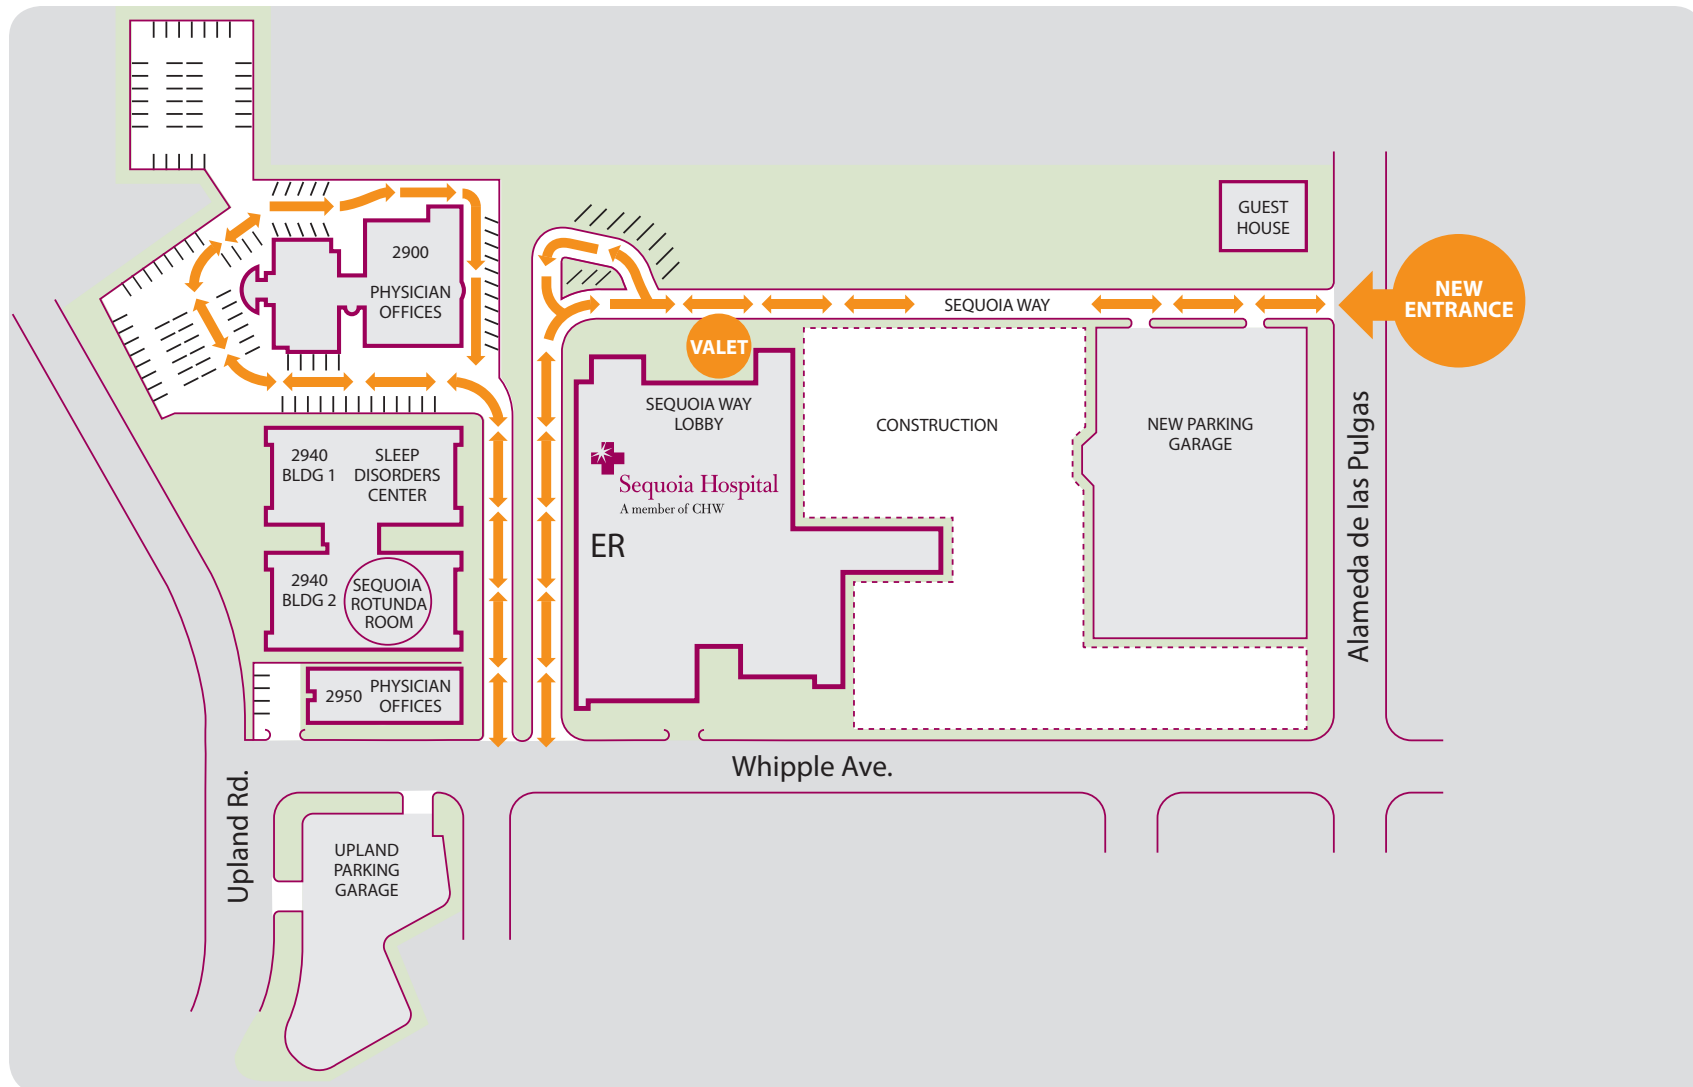 GUEST
HOUSE
2900
PHYSICIAN
OFFICES
SEQUOIA WAY
NEW
ENTRANCE
VALET
SEQUOIA WAY
LOBBY
CONSTRUCTION
NEW PARKING
GARAGE
2940
BLDG 1
SLEEP
DISORDERS
CENTER
Sequoia Hospital
A member of CHW
ER
2940
BLDG 2
SEQUOIA
ROTUNDA
ROOM
2950
PHYSICIAN
OFFICES
Alameda de las Pulgas
Whipple Ave.
Upland Rd.
UPLAND
PARKING
GARAGE